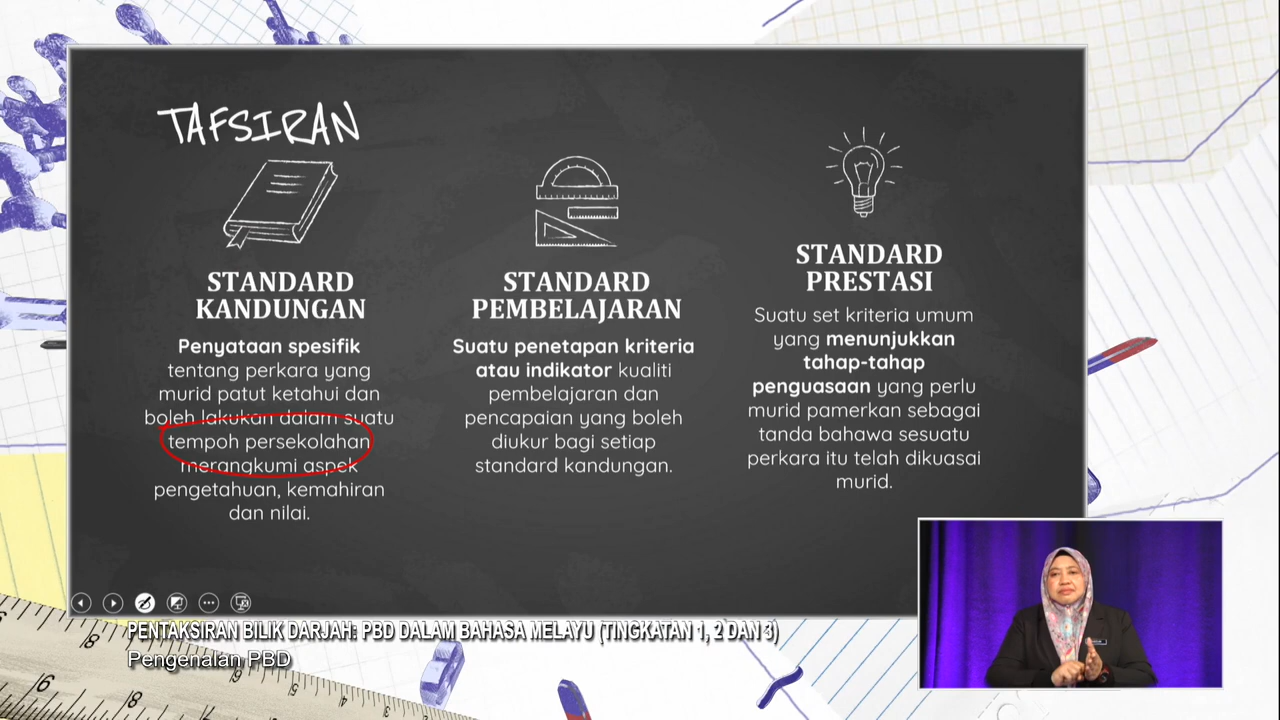 TAFSIRAN
STANDARD
KANDUNGAN
Penyataan spesifik
tentang perkara yang
murid patut ketahui dan
boleh lakukan dalam suatu
tempoh persekolahan
merangkumi aspek
pengetahuan, kemahiran
dan nilai.
STANDARD
PEMBELAJARAN
Suatu penetapan kriteria
atau indikator kualiti
pembelajaran dan
pencapaian yang boleh
diukur bagi setiap
standard kandungan.
STANDARD
PRESTASI
Suatu set kriteria umum
yang menunjukkan
tahap-tahap
penguasaan yang perlu
murid pamerkan sebagai
tanda bahawa sesuatu
perkara itu telah dikuasai
murid.
PENTAKSIRAN BILIK DARJAH: PBD DALAM BAHASA MELAYU (TINGKATAN 1, 2 DAN 3)
Pengenalan PBD